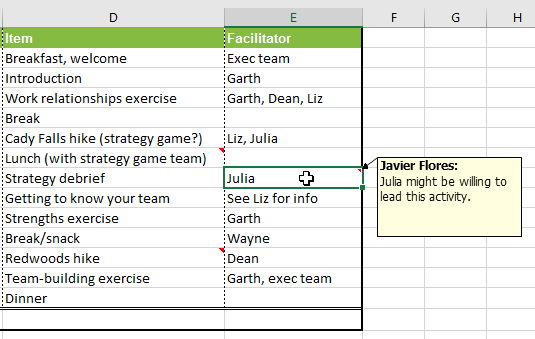 D E F G H
Item Facilitator
Breakfast, welcome Exec team
Introduction Garth
Work relationships exercise Garth, Dean, Liz
Break
Cady Falls hike (strategy game?) Liz, Julia
Lunch (with strategy game team)
Javier Flores:
Strategy debrief Julia
Julia might be willing to
lead this activity.
Getting to know your team See Liz for info
Strengths exercise Garth
Break/snack Wayne
Redwoods hike Dean
Team-building exercise Garth, exec team
Dinner